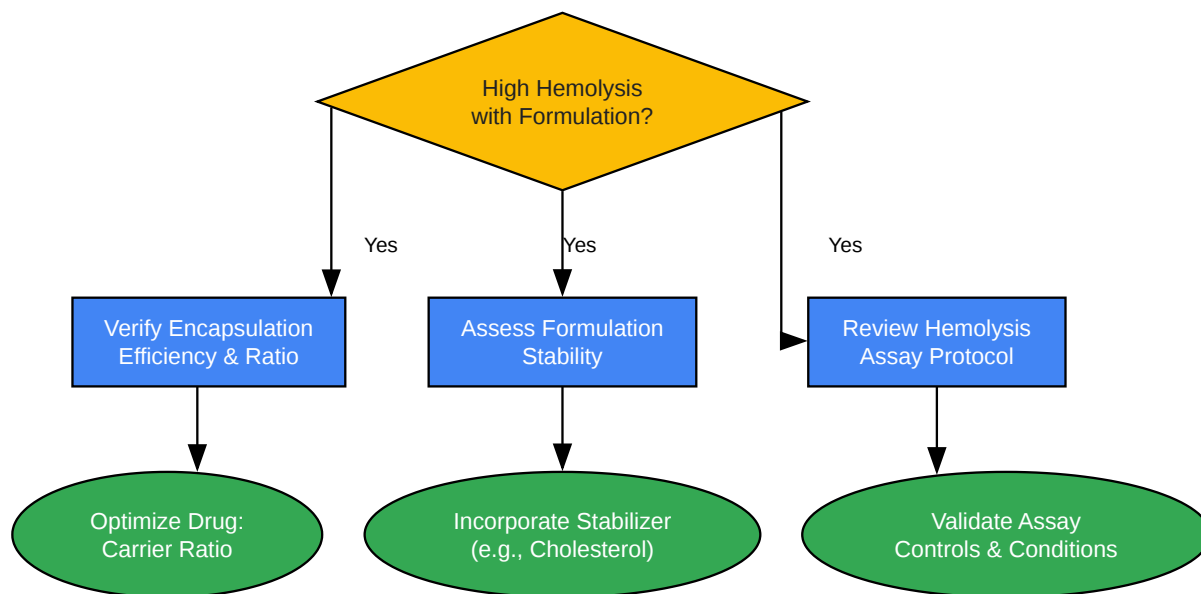 High Hemolysis
with Formulation?
Yes
Yes
Yes
Verify Encapsulation
Efficiency & Ratio
Assess Formulation
Stability
Review Hemolysis
Assay Protocol
Optimize Drug:
Carrier Ratio
Incorporate Stabilizer
(e.g., Cholesterol)
Validate Assay
Controls & Conditions